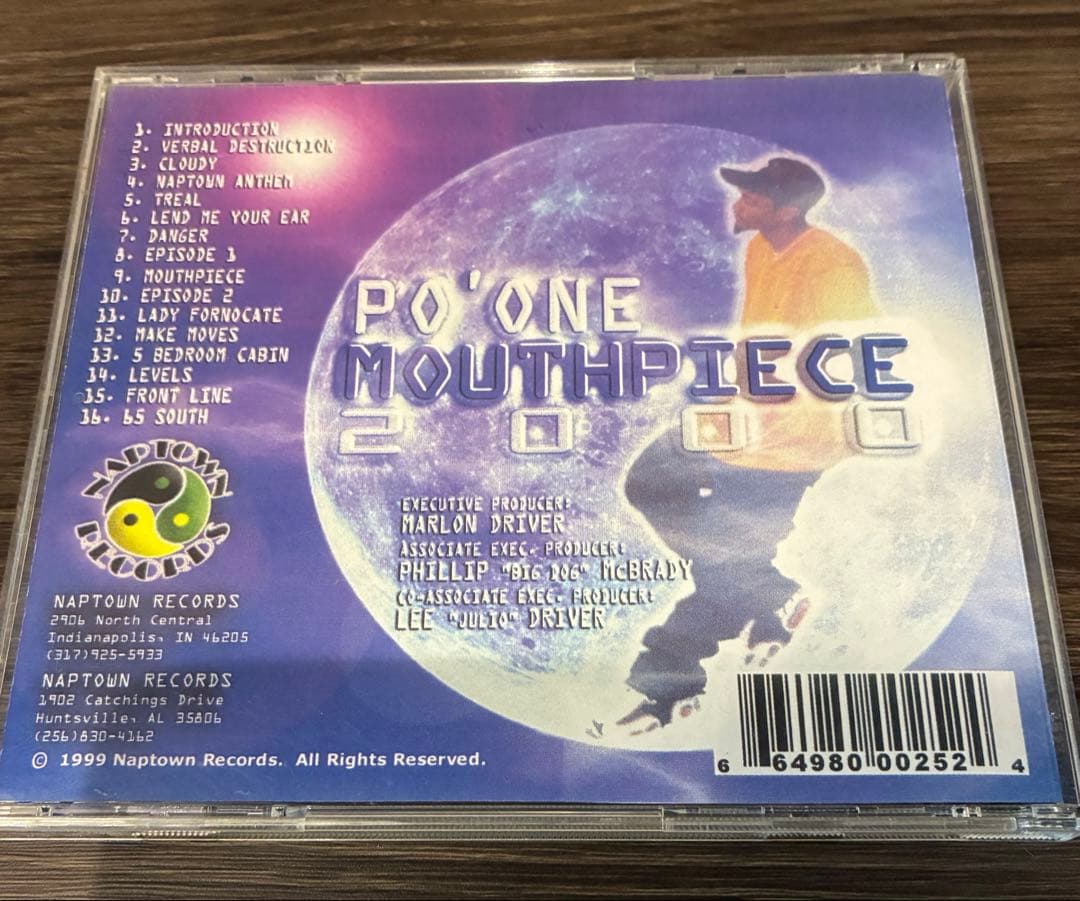 1. INTRODUCTION
2. VERBAL DESTRUCTION
3. CLOUDY
4. NAPTOWN ANTHEM
5. TREAL
6. LEND ME YOUR EAR
7. DANGER
8. EPISODE 1
9. MOUTHPIECE
10. EPISODE 2
11. LADY FORNOCATE
12. MAKE MOVES
13. 5 BEDROOM CABIN
14. LEVELS
15. FRONT LINE
16. 65 SOUTH
PO'ONE
MOUTHPIECE
2000
EXECUTIVE PRODUCER:
MARLON DRIVER
ASSOCIATE EXEC. PRODUCER:
PHILLIP "BIG DOG" McBRADY
CO-ASSOCIATE EXEC. PRODUCER:
LEE "JULIO" DRIVER
NAPTOWN
RECORDS
NAPTOWN RECORDS
2906 North Central
Indianapolis, IN 46205
(317)925-5933
NAPTOWN RECORDS
1902 Catchings Drive
Huntsville, AL 35806
(256)830-4162
© 1999 Naptown Records. All Rights Reserved.
6 64980 00252 4